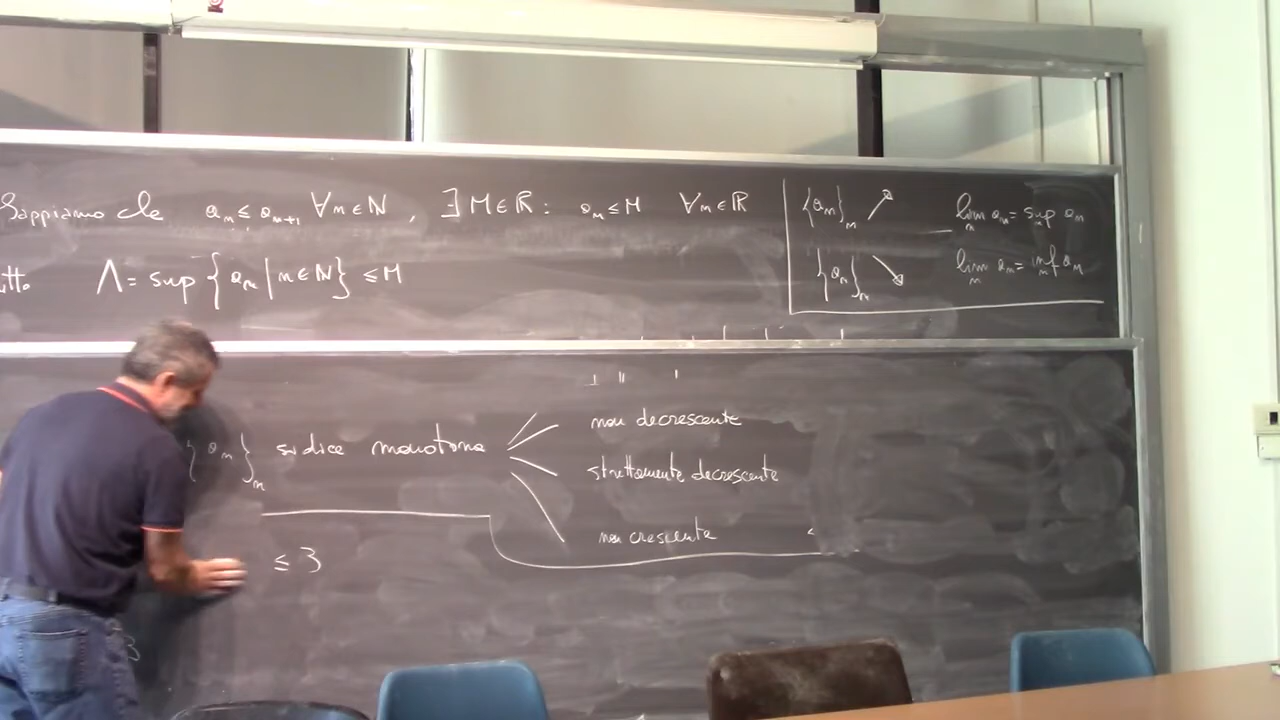 Sappiamo che a_n ≤ a_{n+1} ∀n∈ℕ, ∃M∈ℝ: a_n ≤ M ∀n∈ℝ
Λ = sup {a_n | n∈ℕ} ≤ M
{a_n}_n ↗ lim_n a_n = sup_n a_n
{a_n}_n ↘ lim_n a_n = inf_n a_n
{a_n}_n si dice monotona
non decrescente
strettamente decrescente
non crescente
≤ 3